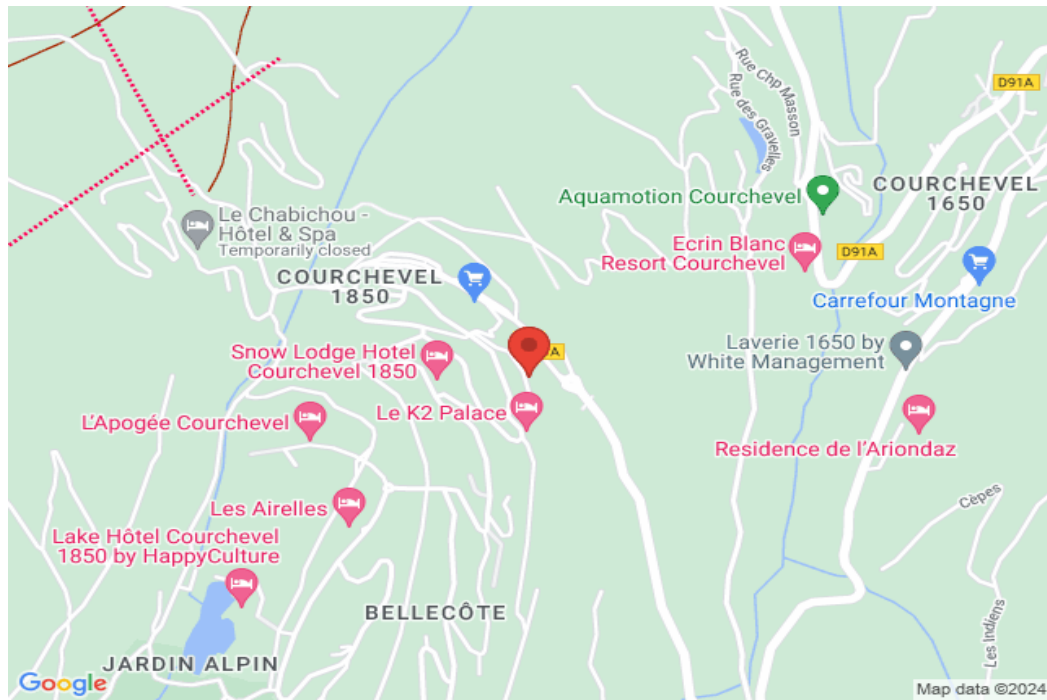 D91A
Rue Chp Masson
Rue des Gravelles
Aquamotion Courchevel
COURCHEVEL
1650
Le Chabichou -
Hôtel & Spa
Temporarily closed
Ecrin Blanc
Resort Courchevel
D91A
COURCHEVEL
1850
Carrefour Montagne
Laverie 1650 by
White Management
Snow Lodge Hotel
Courchevel 1850
A
L'Apogée Courchevel
Le K2 Palace
Residence de l'Ariondaz
Les Airelles
Cèpes
Lake Hôtel Courchevel
1850 by HappyCulture
BELLECÔTE
Les Indiens
JARDIN ALPIN
Google
Map data ©2024